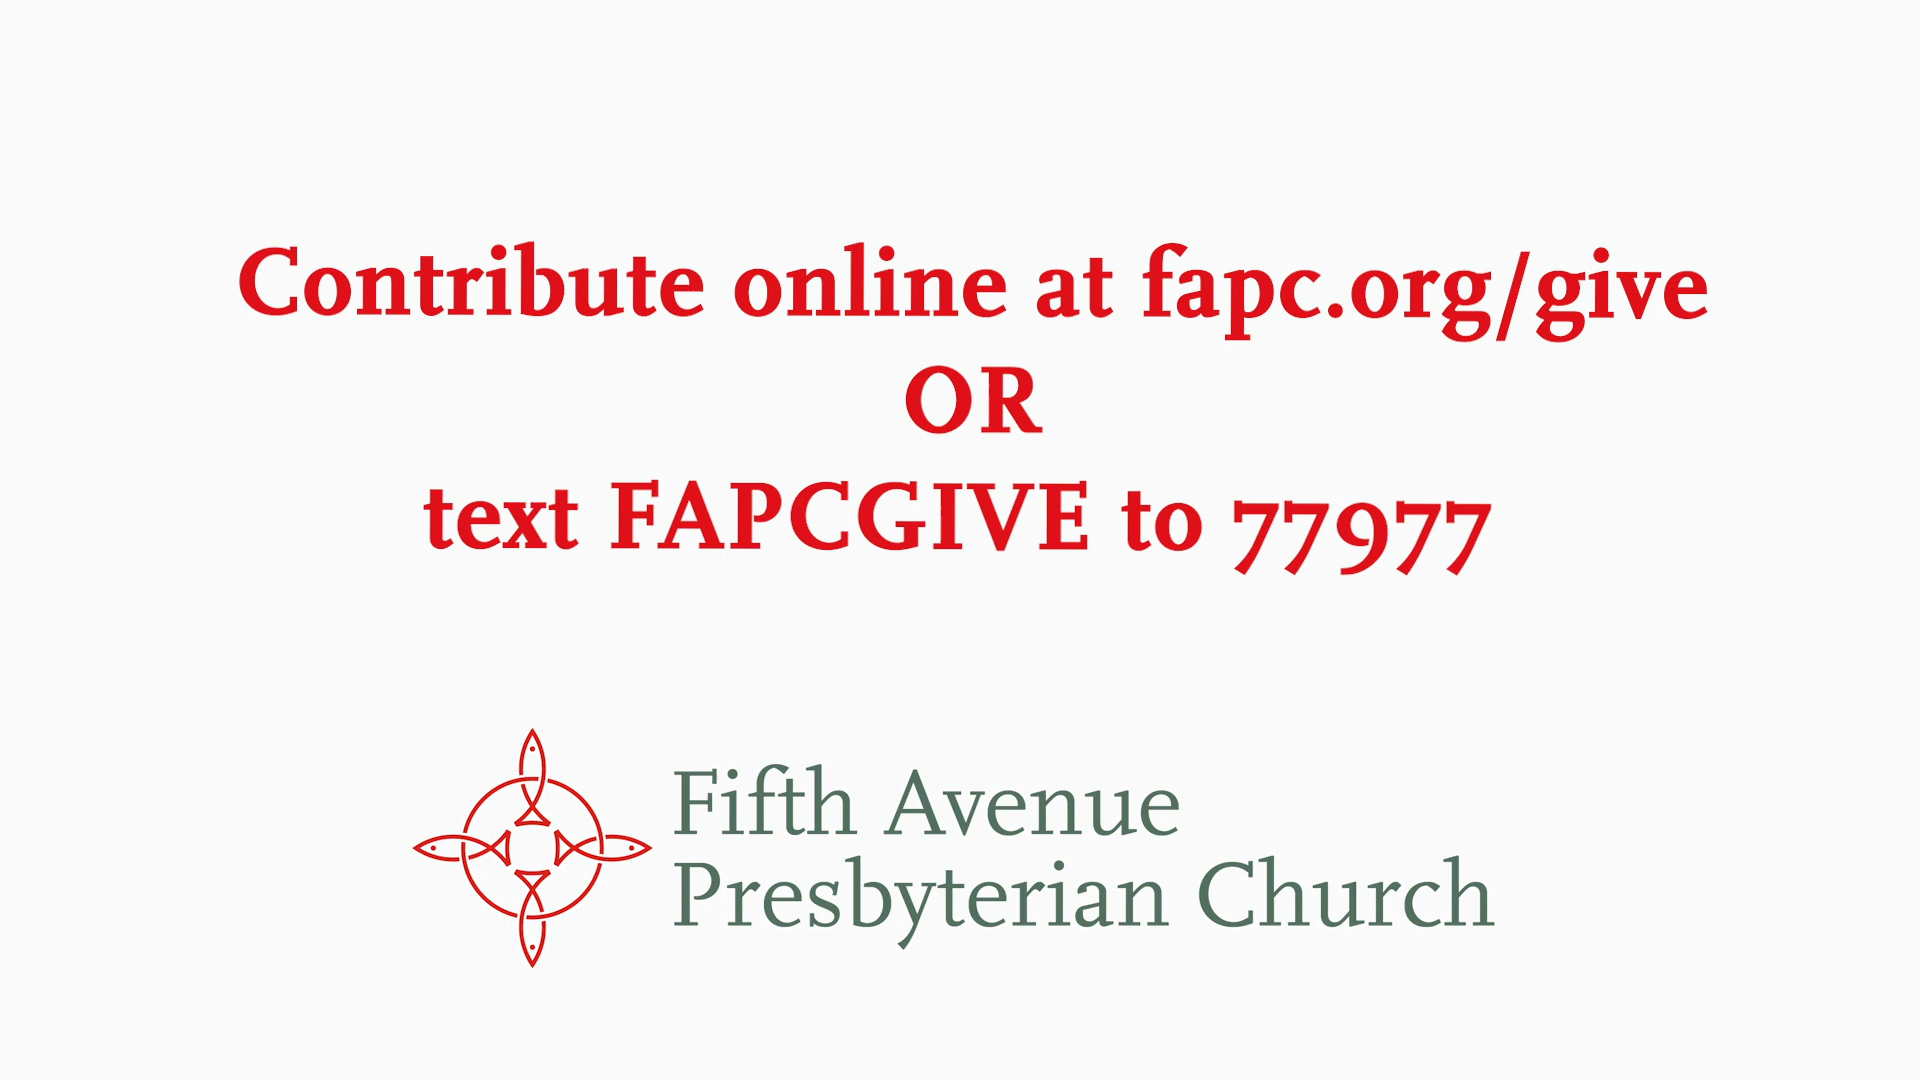 Contribute online at fapc.org/give
OR
text FAPCGIVE to 77977
Fifth Avenue
Presbyterian Church